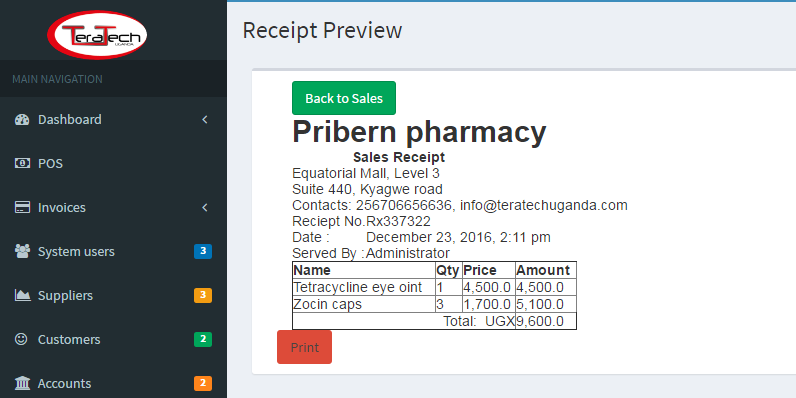 TeraTech
UGANDA
MAIN NAVIGATION
Dashboard
POS
Invoices
System users 3
Suppliers 3
Customers 2
Accounts 2
Receipt Preview
Back to Sales
Pribern pharmacy
Sales Receipt
Equatorial Mall, Level 3
Suite 440, Kyagwe road
Contacts: 256706656636, info@teratechuganda.com
Reciept No.Rx337322
Date : December 23, 2016, 2:11 pm
Served By :Administrator
Name Qty Price Amount
Tetracycline eye oint 1 4,500.0 4,500.0
Zocin caps 3 1,700.0 5,100.0
Total: UGX 9,600.0
Print